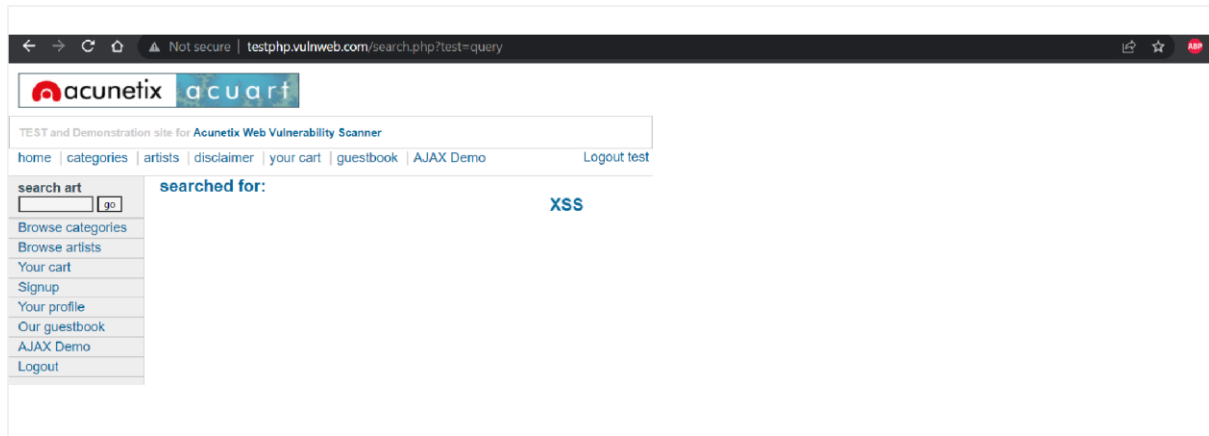 Not secure | testphp.vulnweb.com/search.php?test=query
ABP
acunetix acuart
TEST and Demonstration site for Acunetix Web Vulnerability Scanner
home | categories | artists | disclaimer | your cart | guestbook | AJAX Demo Logout test
search art
go
searched for:
XSS
Browse categories
Browse artists
Your cart
Signup
Your profile
Our guestbook
AJAX Demo
Logout